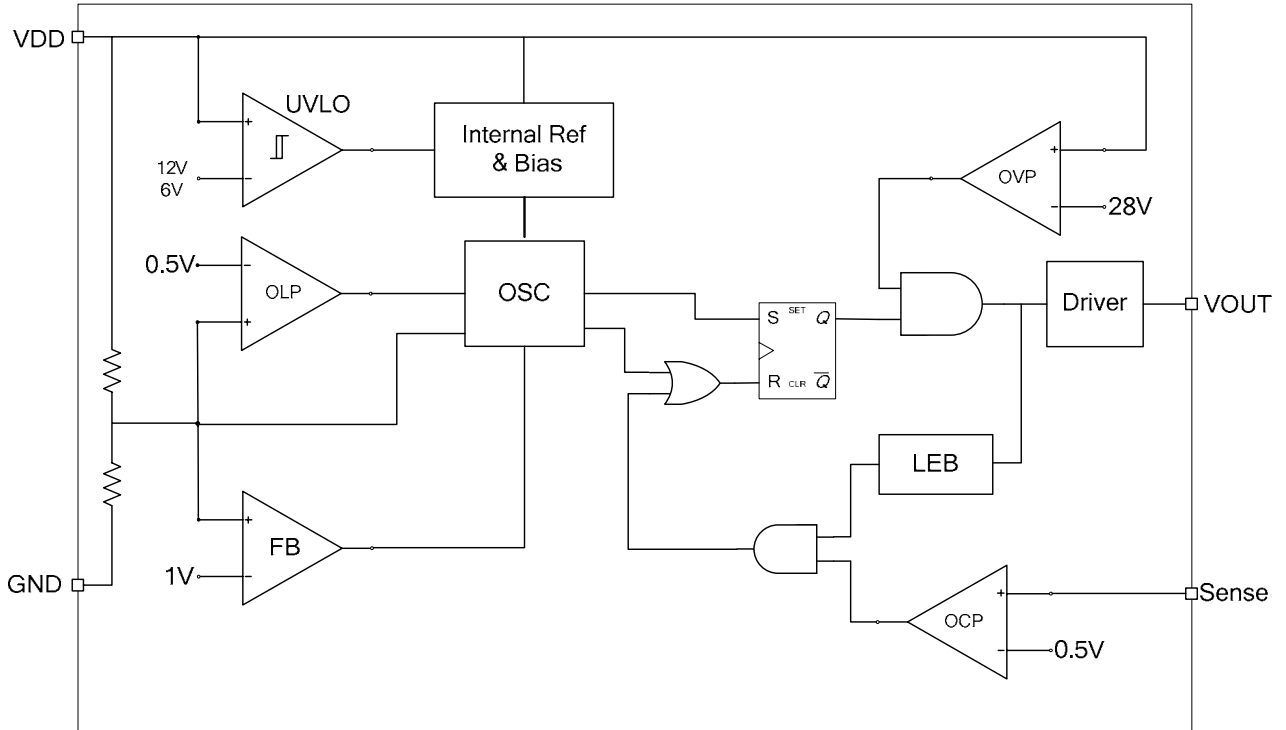 VDD
UVLO
+
12V
6V
−
Internal Ref
& Bias
+
OVP
−
28V
0.5V
−
OLP
+
OSC
S SET Q
R CLR Q̅
Driver
VOUT
LEB
+
FB
1V
−
GND
+
Sense
OCP
−
0.5V